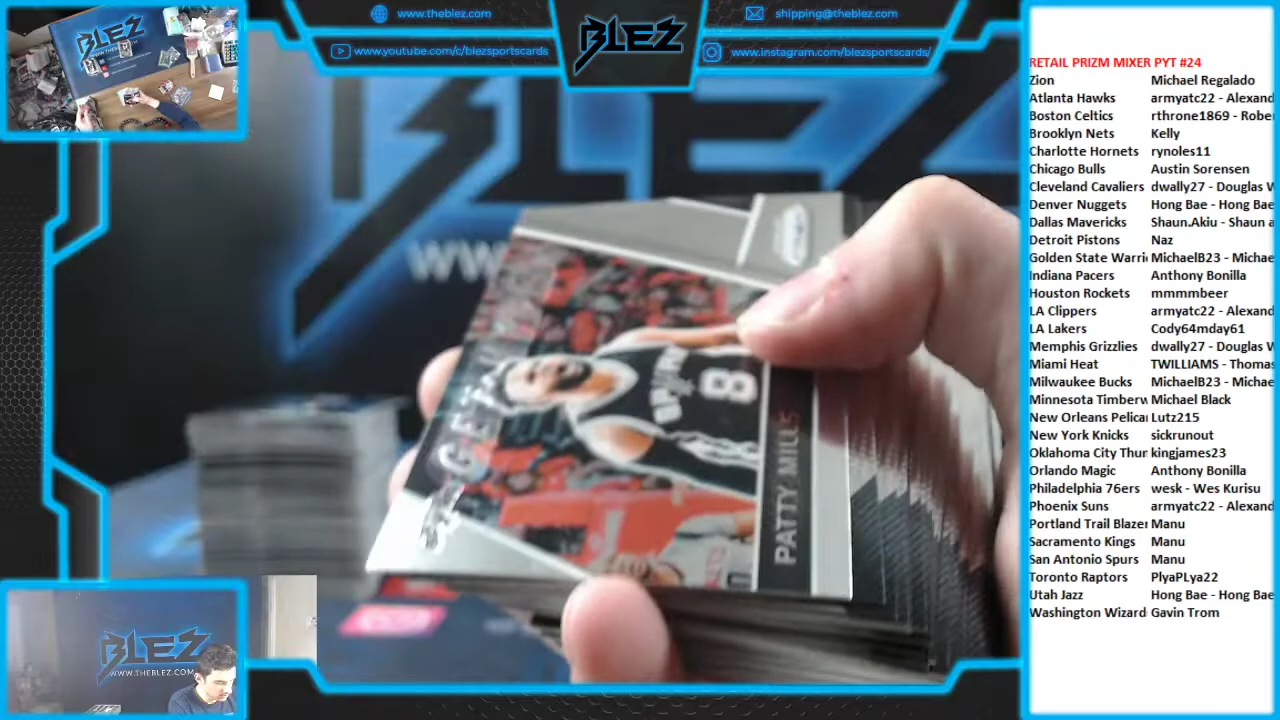 www.theblez.com
www.youtube.com/c/blezsportscards
BLEZ
shipping@theblez.com
www.instagram.com/blezsportscards/
RETAIL PRIZM MIXER PYT #24
Zion Michael Regalado
Atlanta Hawks armyatc22 - Alexand
Boston Celtics rthrone1869 - Rober
Brooklyn Nets Kelly
Charlotte Hornets rynoles11
Chicago Bulls Austin Sorensen
Cleveland Cavaliers dwally27 - Douglas W
Denver Nuggets Hong Bae - Hong Bae
Dallas Mavericks Shaun.Akiu - Shaun a
Detroit Pistons Naz
Golden State Warri MichaelB23 - Michae
Indiana Pacers Anthony Bonilla
Houston Rockets mmmmbeer
LA Clippers armyatc22 - Alexand
LA Lakers Cody64mday61
Memphis Grizzlies dwally27 - Douglas W
Miami Heat TWILLIAMS - Thomas
Milwaukee Bucks MichaelB23 - Michae
Minnesota Timberw Michael Black
New Orleans Pelica Lutz215
New York Knicks sickrunout
Oklahoma City Thun kingjames23
Orlando Magic Anthony Bonilla
Philadelphia 76ers wesk - Wes Kurisu
Phoenix Suns armyatc22 - Alexand
Portland Trail Blazer Manu
Sacramento Kings Manu
San Antonio Spurs Manu
Toronto Raptors PlyaPLya22
Utah Jazz Hong Bae - Hong Bae
Washington Wizard Gavin Trom
BLEZ
WW
SPURS
8
PATTY MILLS
BLEZ
BLEZ
WWW.THEBLEZ.COM